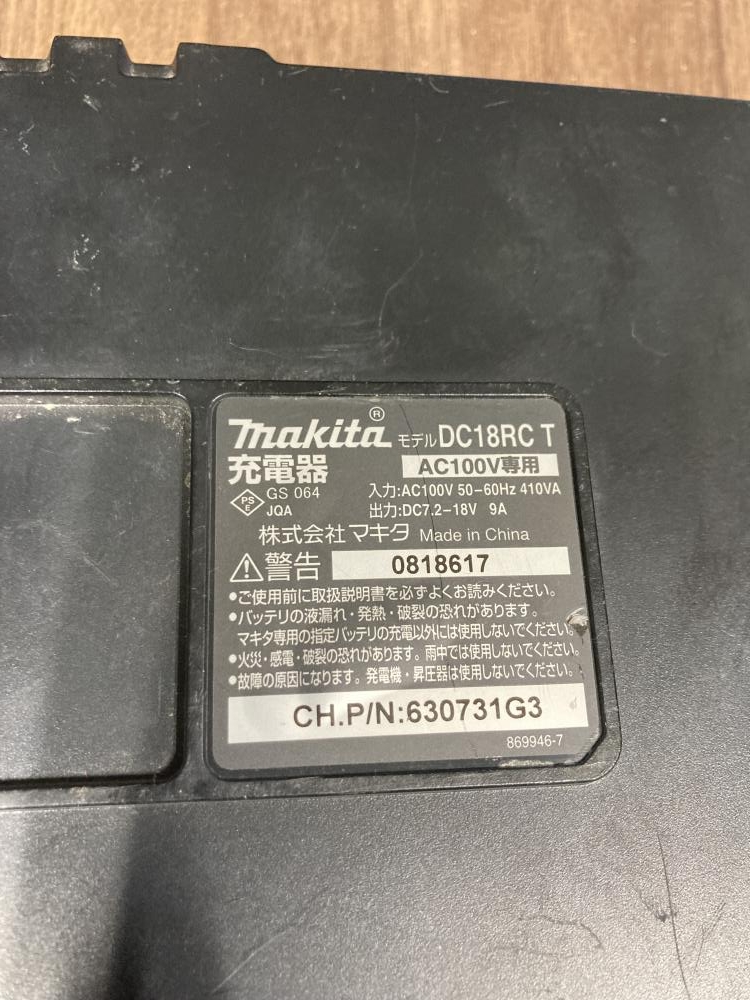 makita® モデルDC18RC T
充電器 AC100V専用
PS E GS 064 入力:AC100V 50-60Hz 410VA
JQA 出力:DC7.2-18V 9A
株式会社マキタ Made in China
警告 0818617
●ご使用前に取扱説明書を必ずよくお読みください。
●バッテリの液漏れ・発熱・破裂の恐れがあります。
マキタ専用の指定バッテリの充電以外には使用しないでください。
●火災・感電・破裂の恐れがあります。雨中では使用しないでください。
●故障の原因になります。発電機・昇圧器は使用しないでください。
CH.P/N:630731G3
869946-7